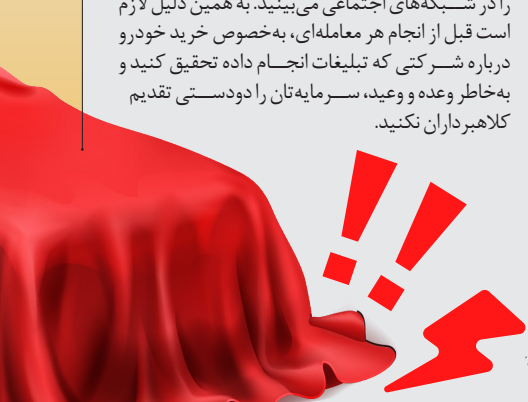 را در شبکه‌های اجتماعی می‌بینید. به همین دلیل لازم
است قبل از انجام هر معامله‌ای، به‌خصوص خرید خودرو
درباره شرکتی که تبلیغات انجام داده تحقیق کنید و
به‌خاطر وعده و وعید، سرمایه‌تان را دودستی تقدیم
کلاهبرداران نکنید.
!!